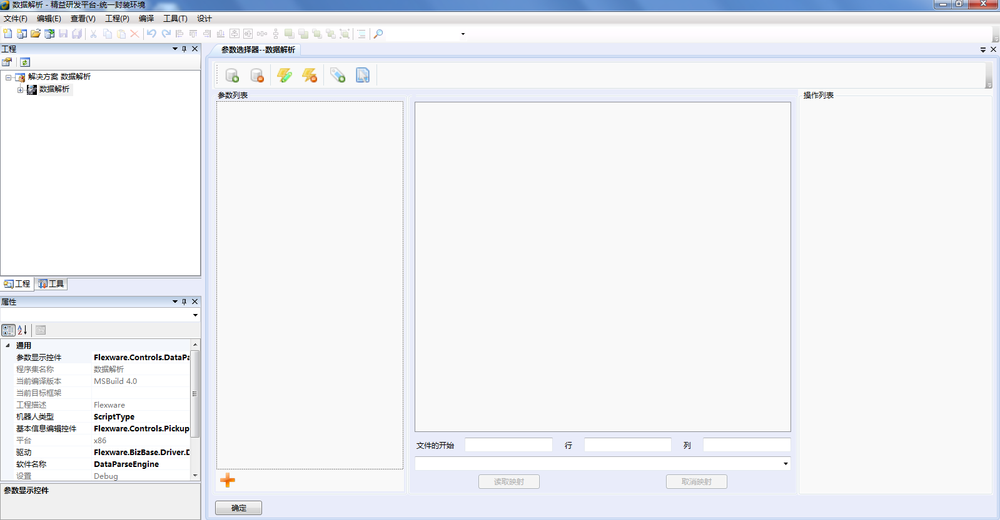 数据解析 - 精益研发平台-统一封装环境
文件(F) 编辑(E) 查看(V) 工程(P) 编译 工具(T) 设计
工程
解决方案 数据解析
数据解析
工程 工具
属性
通用
参数显示控件 Flexware.Controls.DataPa
程序集名称 数据解析
当前编译版本 MSBuild 4.0
当前目标框架
工程描述 Flexware
机器人类型 ScriptType
基本信息编辑控件 Flexware.Controls.Pickup
平台 x86
驱动 Flexware.BizBase.Driver.D
软件名称 DataParseEngine
设置 Debug
参数显示控件
参数选择器--数据解析
参数列表
操作列表
文件的开始 行 列
读取映射 取消映射
确定